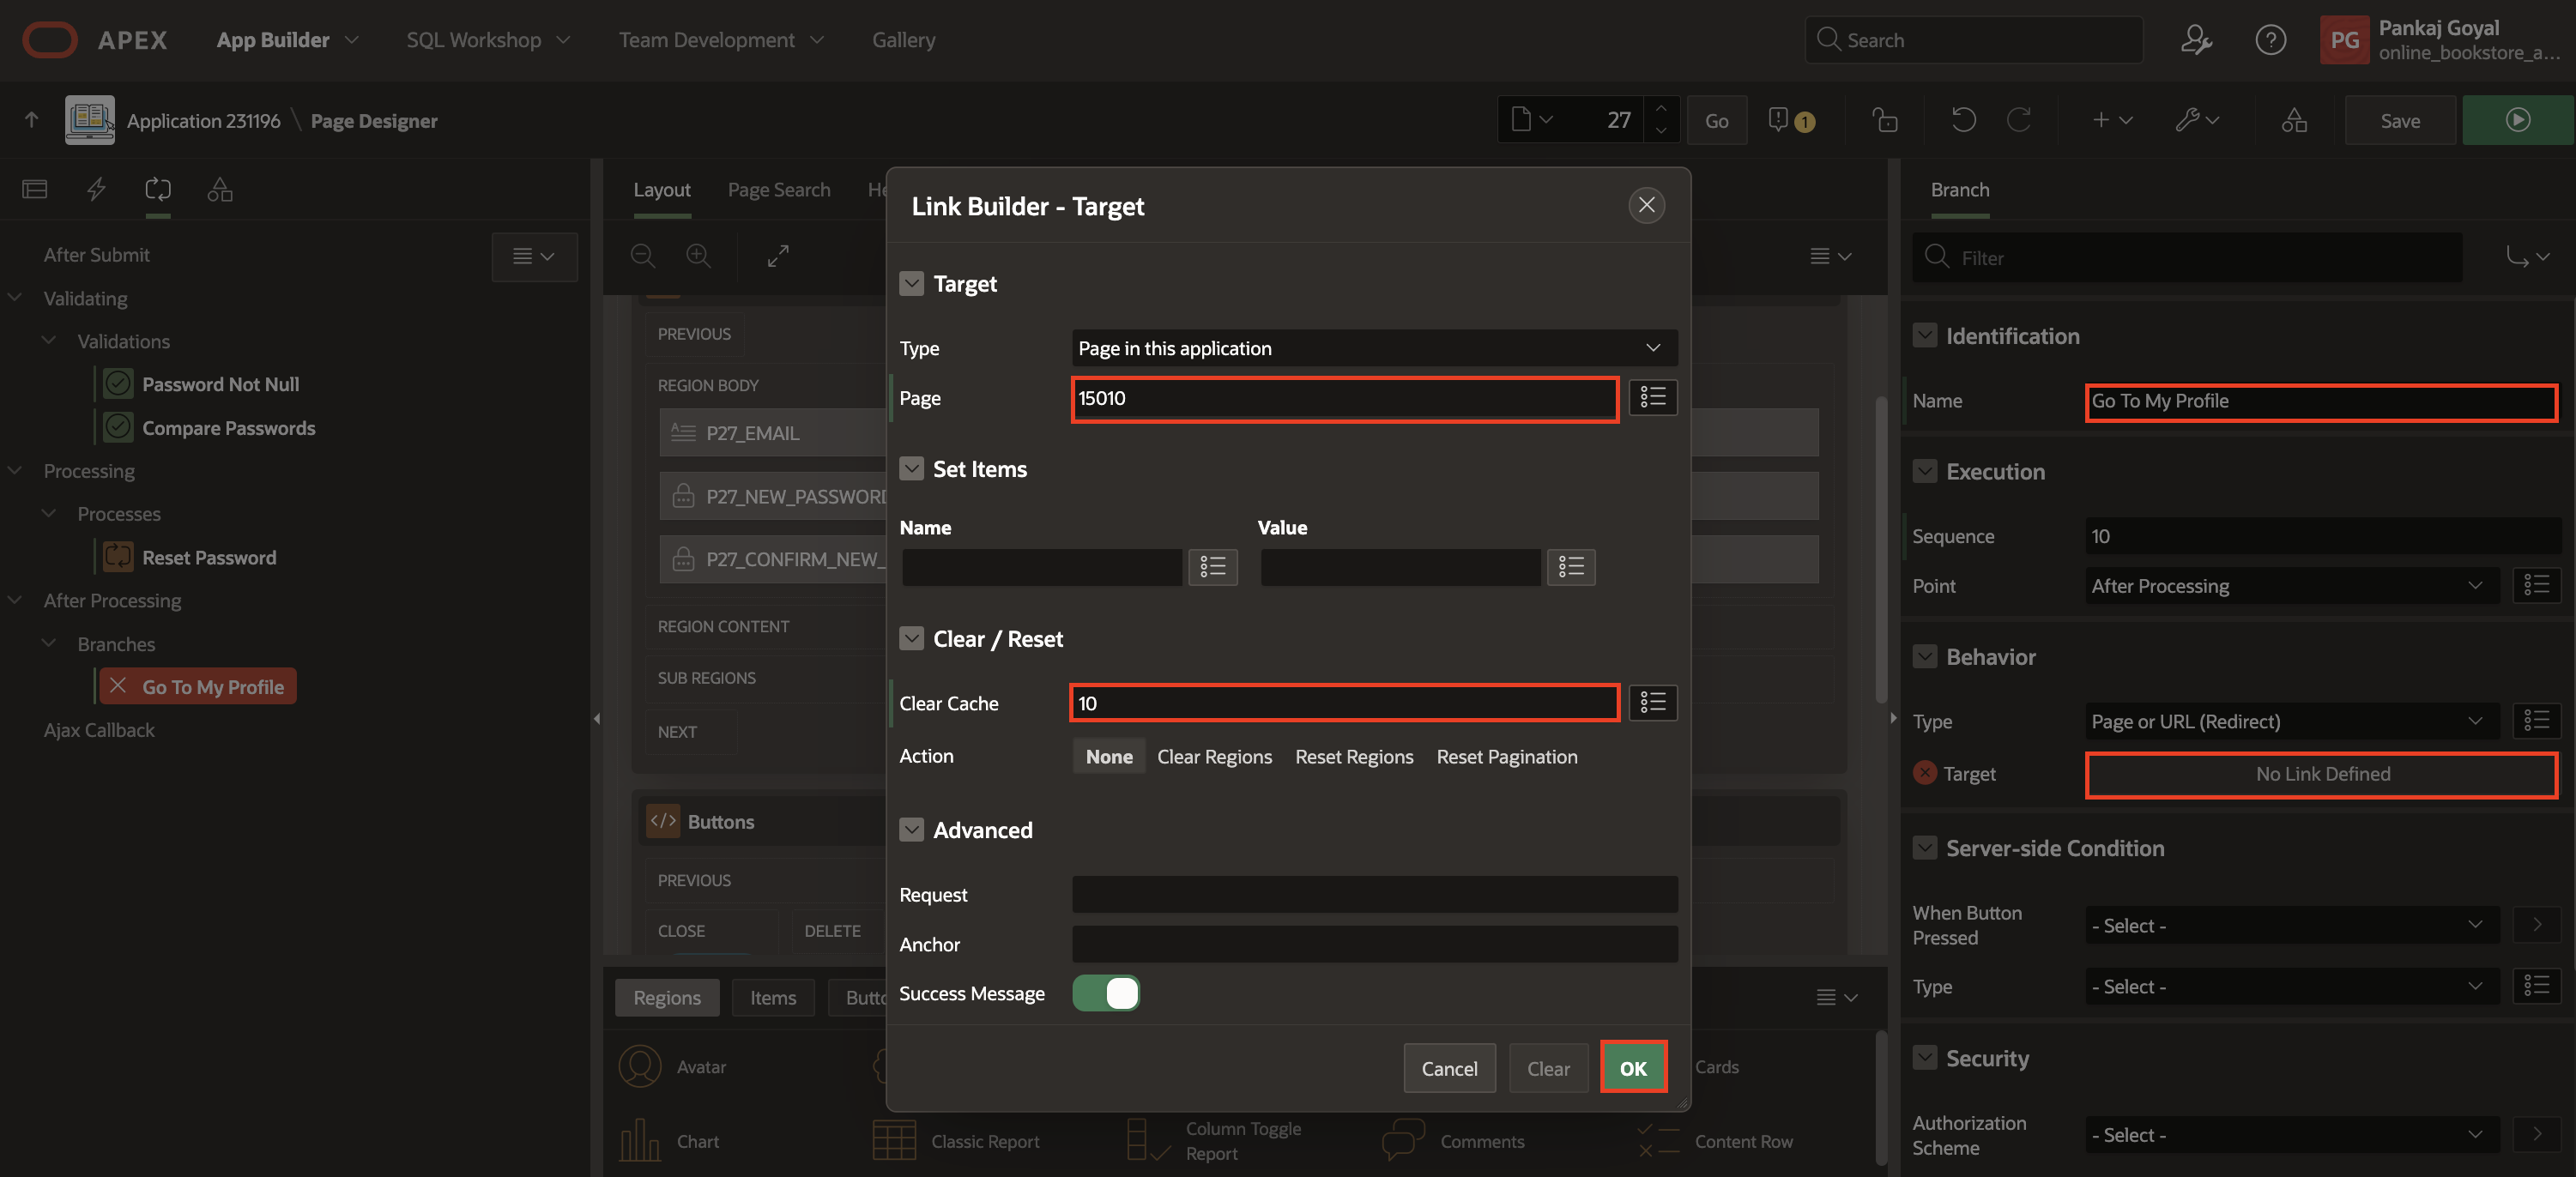 APEX App Builder SQL Workshop Team Development Gallery Search PG Pankaj Goyal
online_bookstore_a...
Application 231196 \ Page Designer 27 Go 1 Save
Layout Page Search He
Branch
After Submit
Validating
Validations
Password Not Null
Compare Passwords
Processing
Processes
Reset Password
After Processing
Branches
Go To My Profile
Ajax Callback
PREVIOUS
REGION BODY
P27_EMAIL
P27_NEW_PASSWORD
P27_CONFIRM_NEW_
REGION CONTENT
SUB REGIONS
NEXT
Buttons
PREVIOUS
CLOSE DELETE
Regions Items Butto
Avatar Cards
Chart Classic Report Column Toggle Report Comments Content Row
Link Builder - Target
Target
Type Page in this application
Page 15010
Set Items
Name Value
Clear / Reset
Clear Cache 10
Action None Clear Regions Reset Regions Reset Pagination
Advanced
Request
Anchor
Success Message
Cancel Clear OK
Filter
Identification
Name Go To My Profile
Execution
Sequence 10
Point After Processing
Behavior
Type Page or URL (Redirect)
Target No Link Defined
Server-side Condition
When Button Pressed - Select -
Type - Select -
Security
Authorization Scheme - Select -